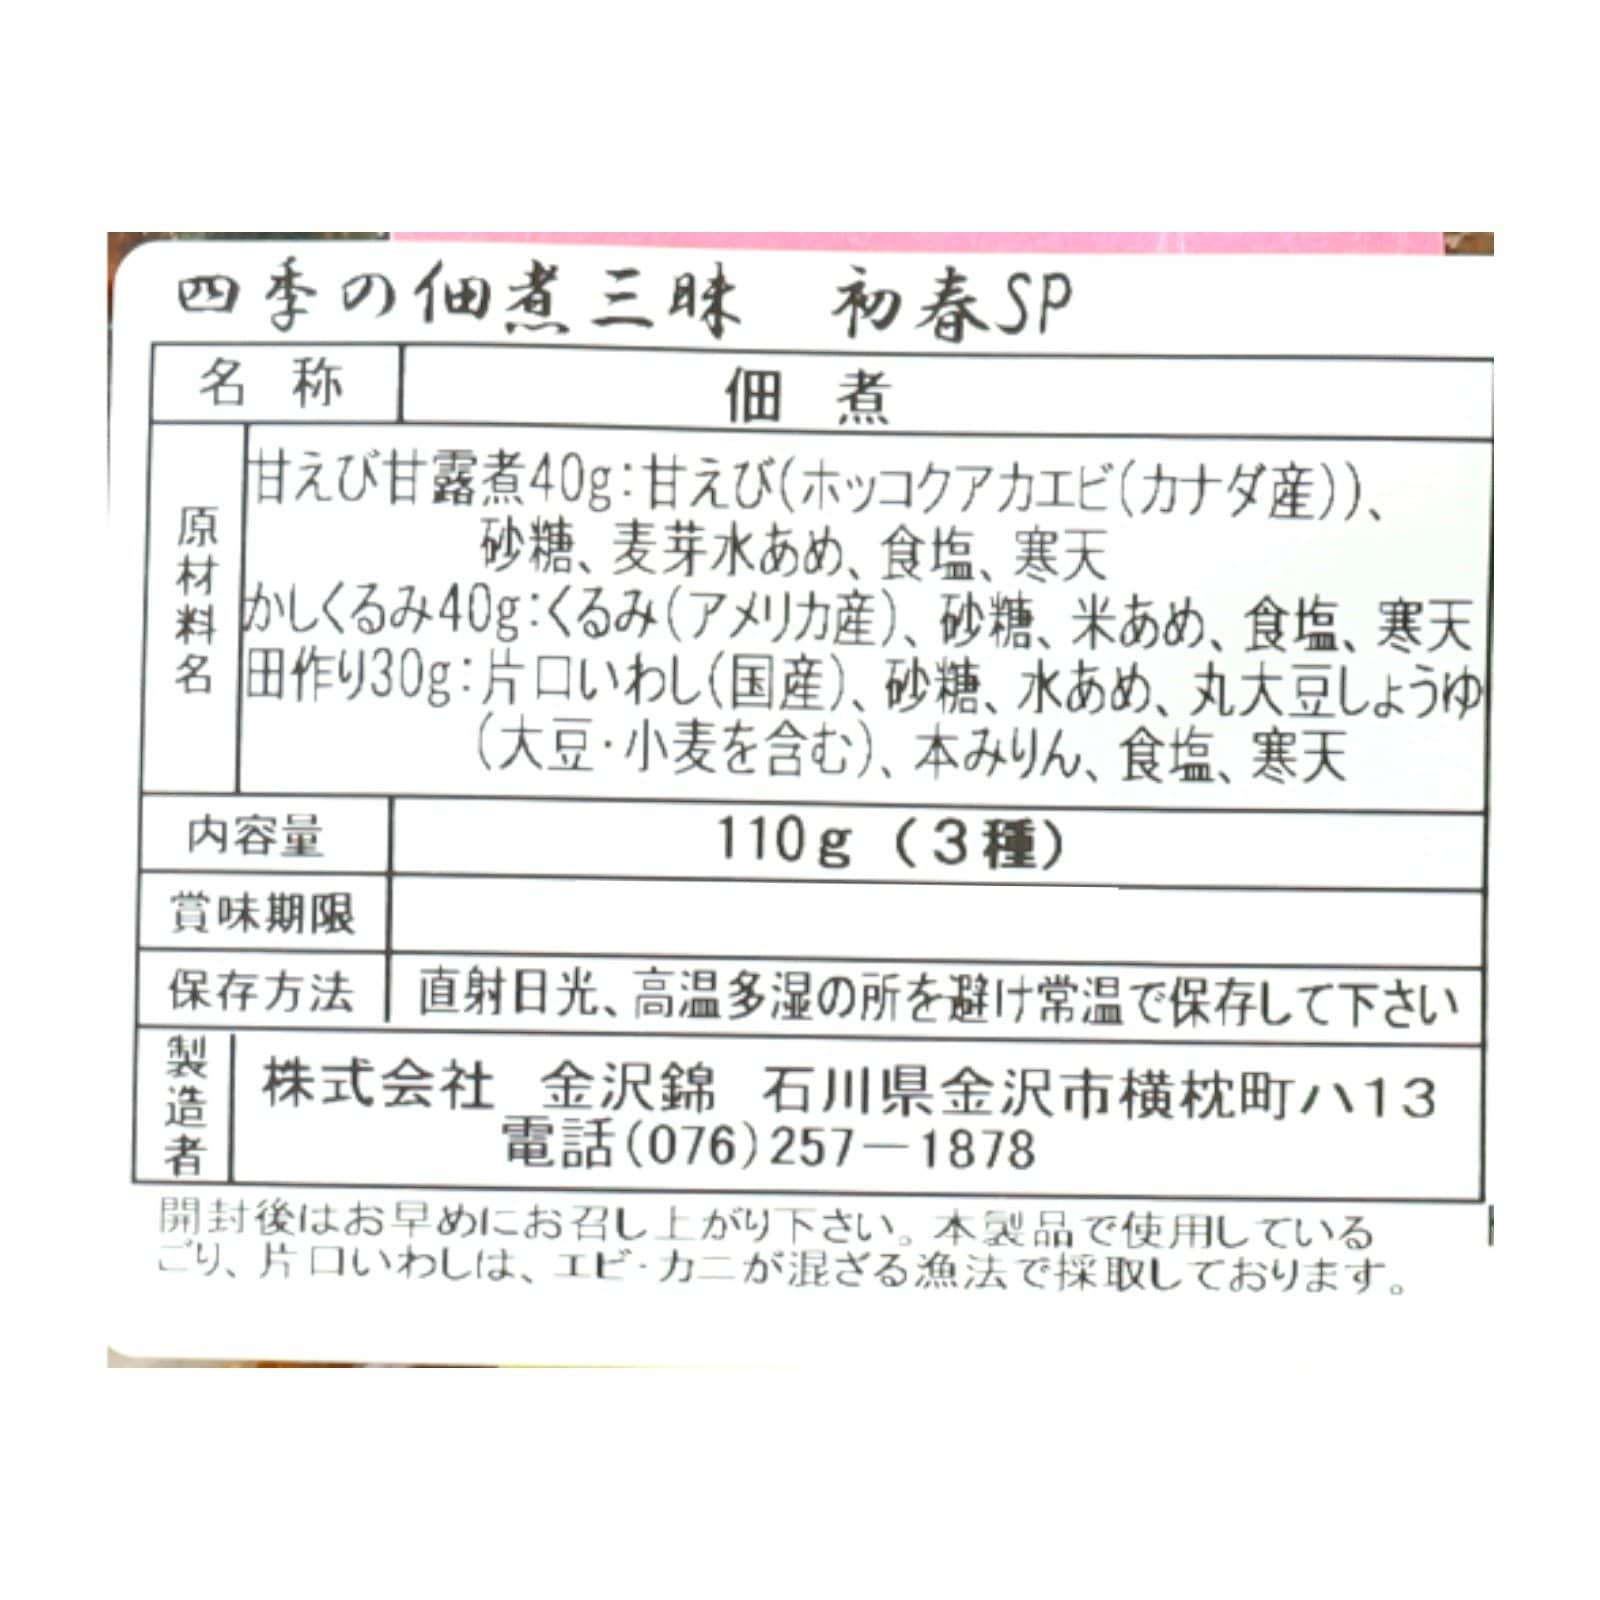 四季の佃煮三昧　初春SP
名称　佃煮
原材料名
甘えび甘露煮40g:甘えび(ホッコクアカエビ(カナダ産))、
砂糖、麦芽水あめ、食塩、寒天
かしくるみ40g:くるみ(アメリカ産)、砂糖、米あめ、食塩、寒天
田作り30g:片口いわし(国産)、砂糖、水あめ、丸大豆しょうゆ
(大豆・小麦を含む)、本みりん、食塩、寒天
内容量　110g（3種）
賞味期限
保存方法　直射日光、高温多湿の所を避け常温で保存して下さい
製造者　株式会社　金沢錦　石川県金沢市横枕町ハ13
電話(076)257－1878
開封後はお早めにお召し上がり下さい。本製品で使用している
ごり、片口いわしは、エビ・カニが混ざる漁法で採取しております。